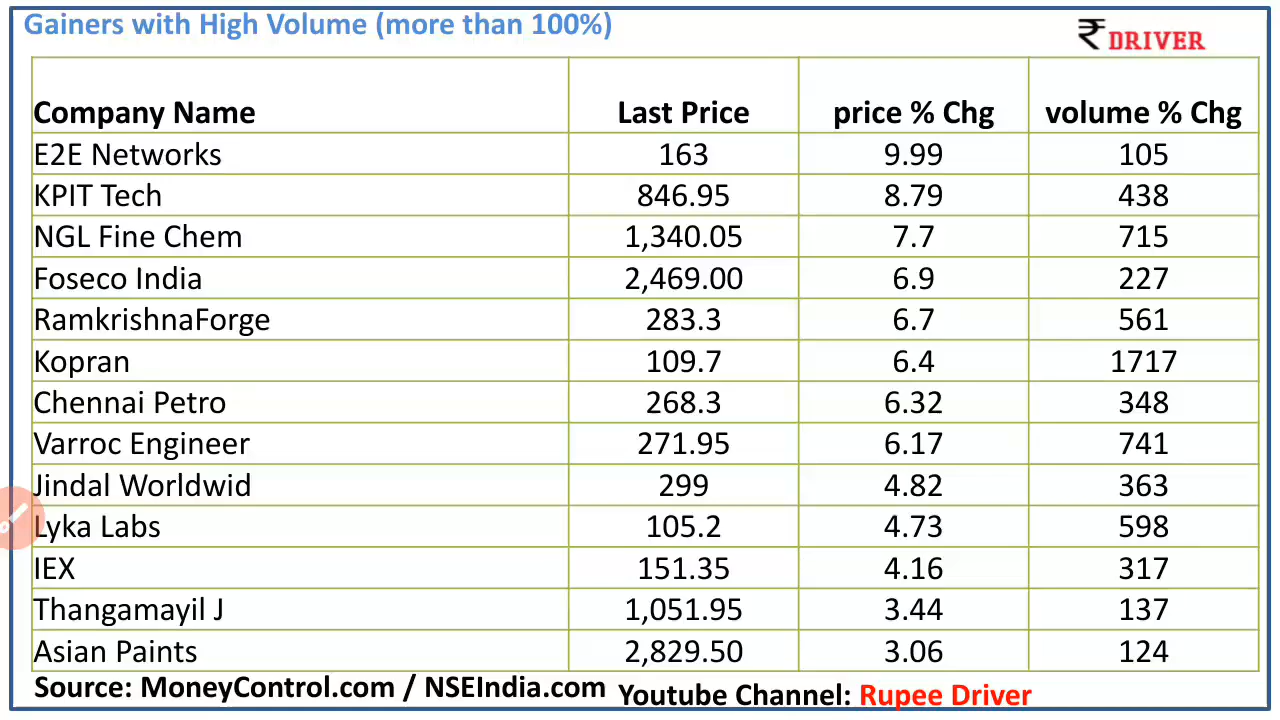 Gainers with High Volume (more than 100%)
₹ DRIVER
Company Name Last Price price % Chg volume % Chg
E2E Networks 163 9.99 105
KPIT Tech 846.95 8.79 438
NGL Fine Chem 1,340.05 7.7 715
Foseco India 2,469.00 6.9 227
RamkrishnaForge 283.3 6.7 561
Kopran 109.7 6.4 1717
Chennai Petro 268.3 6.32 348
Varroc Engineer 271.95 6.17 741
Jindal Worldwid 299 4.82 363
Lyka Labs 105.2 4.73 598
IEX 151.35 4.16 317
Thangamayil J 1,051.95 3.44 137
Asian Paints 2,829.50 3.06 124
Source: MoneyControl.com / NSEIndia.com Youtube Channel: Rupee Driver